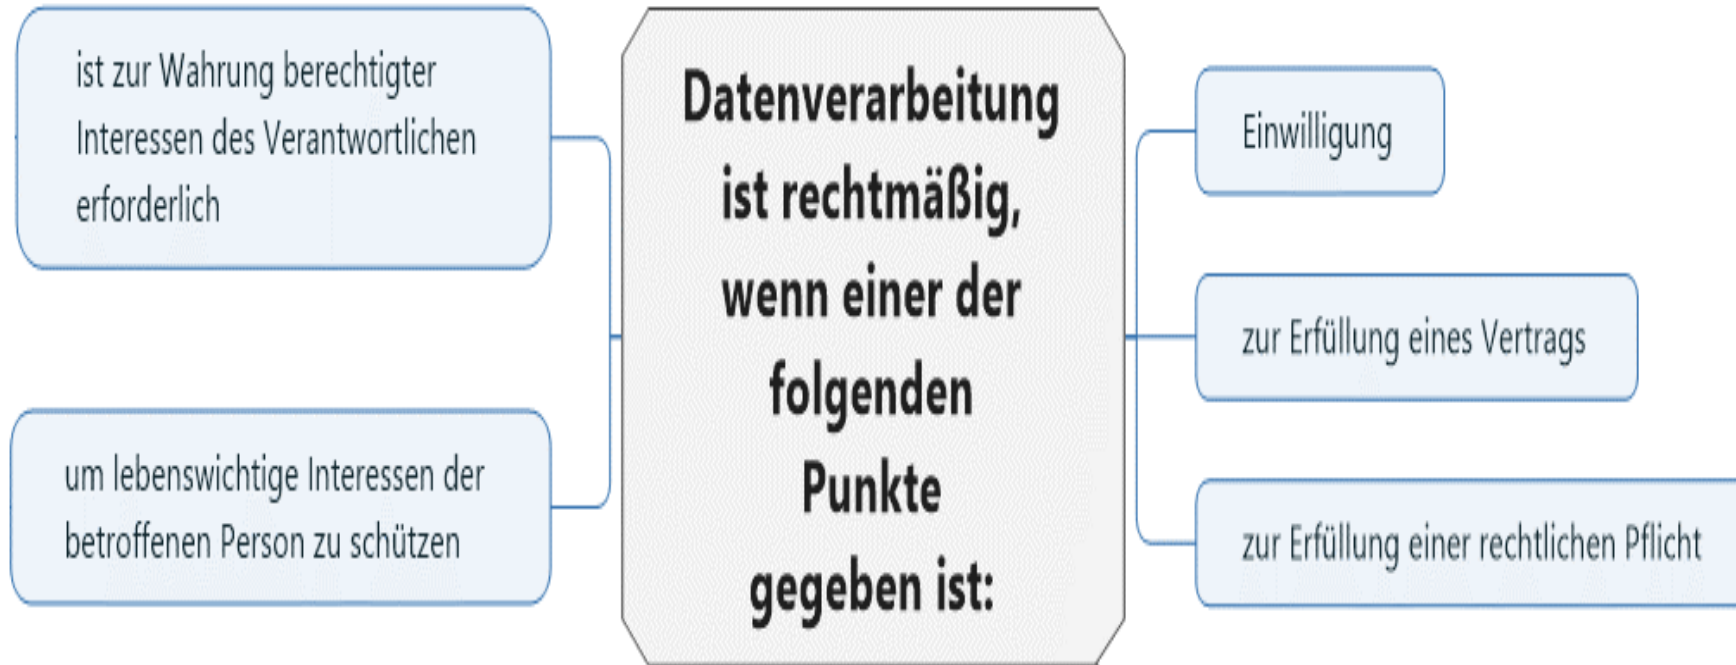 ist zur Wahrung berechtigter
Interessen des Verantwortlichen
erforderlich
um lebenswichtige Interessen der
betroffenen Person zu schützen
Datenverarbeitung
ist rechtmäßig,
wenn einer der
folgenden
Punkte
gegeben ist:
Einwilligung
zur Erfüllung eines Vertrags
zur Erfüllung einer rechtlichen Pflicht